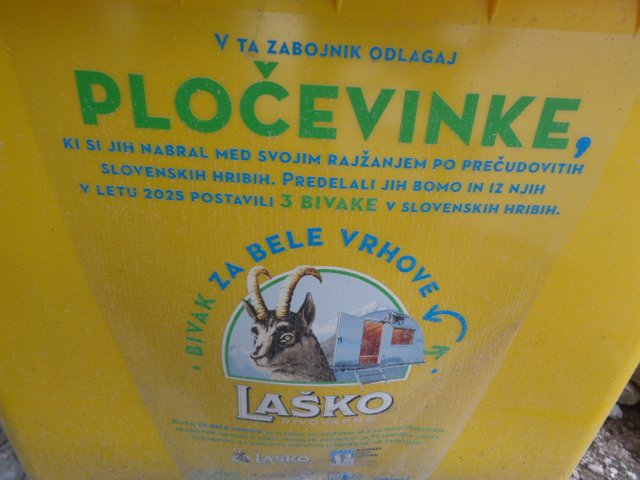 V TA ZABOJNIK ODLAGAJ
PLOČEVINKE,
KI SI JIH NABRAL MED SVOJIM RAJŽANJEM PO PREČUDOVITIH
SLOVENSKIH HRIBIH. PREDELALI JIH BOMO IN IZ NJIH
V LETU 2025 POSTAVILI 3 BIVAKE V SLOVENSKIH HRIBIH.
• BIVAK ZA BELE VRHOVE •
LAŠKO
PIVOVARNA
LAŠKO